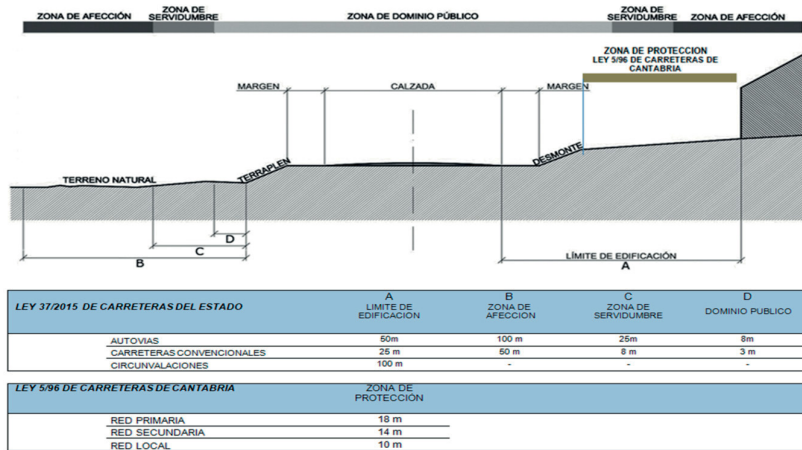 ZONA DE AFECCIÓN
ZONA DE
SERVIDUMBRE
ZONA DE DOMINIO PÚBLICO
ZONA DE
SERVIDUMBRE
ZONA DE AFECCIÓN
ZONA DE PROTECCION
LEY 5/96 DE CARRETERAS DE
CANTABRIA
MARGEN
CALZADA
MARGEN
TERRENO NATURAL
TERRAPLEN
DESMONTE
D
C
B
LÍMITE DE EDIFICACIÓN
A
LEY 37/2015 DE CARRETERAS DEL ESTADO
A
LIMITE DE
EDIFICACION
B
ZONA DE
AFECCION
C
ZONA DE
SERVIDUMBRE
D
DOMINIO PUBLICO
AUTOVIAS 50m 100 m 25m 8m
CARRETERAS CONVENCIONALES 25 m 50 m 8 m 3 m
CIRCUNVALACIONES 100 m - - -
LEY 5/96 DE CARRETERAS DE CANTABRIA
ZONA DE
PROTECCIÓN
RED PRIMARIA 18 m
RED SECUNDARIA 14 m
RED LOCAL 10 m